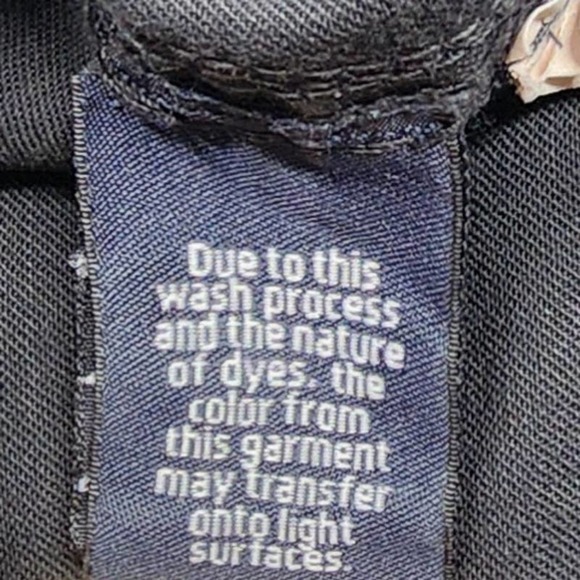 Due to this
wash process
and the nature
of dyes. the
color from
this garment
may transfer
onto light
surfaces.